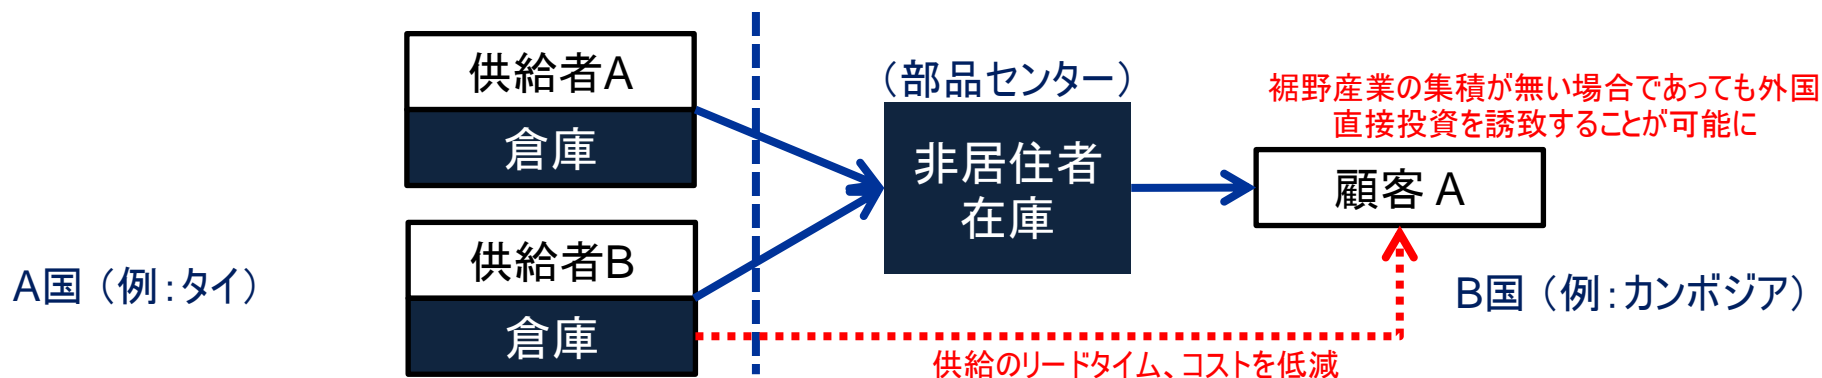 供給者A
倉庫
供給者B
倉庫
A国（例：タイ）
（部品センター）
非居住者
在庫
裾野産業の集積が無い場合であっても外国
直接投資を誘致することが可能に
顧客 A
B国（例：カンボジア）
供給のリードタイム、コストを低減